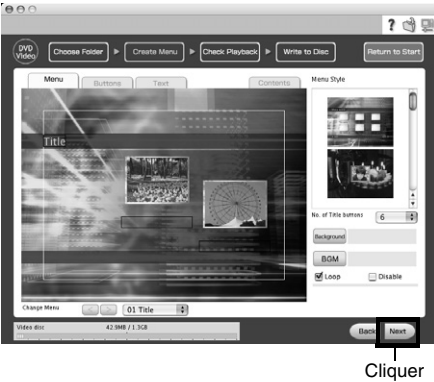 DVD Video Choose Folder Create Menu Check Playback Write to Disc Return to Start
Menu Buttons Text Contents Menu Style
Title
No. of Title buttons 6
Background
BGM
Loop Disable
Change Menu 01 Title
Video disc 42.9MB / 1.3GB
Back Next
Cliquer